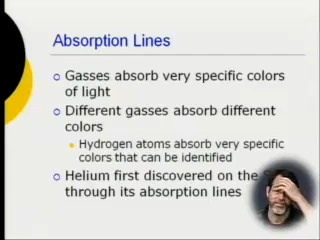 Absorption Lines
Gasses absorb very specific colors
of light
Different gasses absorb different
colors
Hydrogen atoms absorb very specific
colors that can be identified
Helium first discovered on the
through its absorption lines